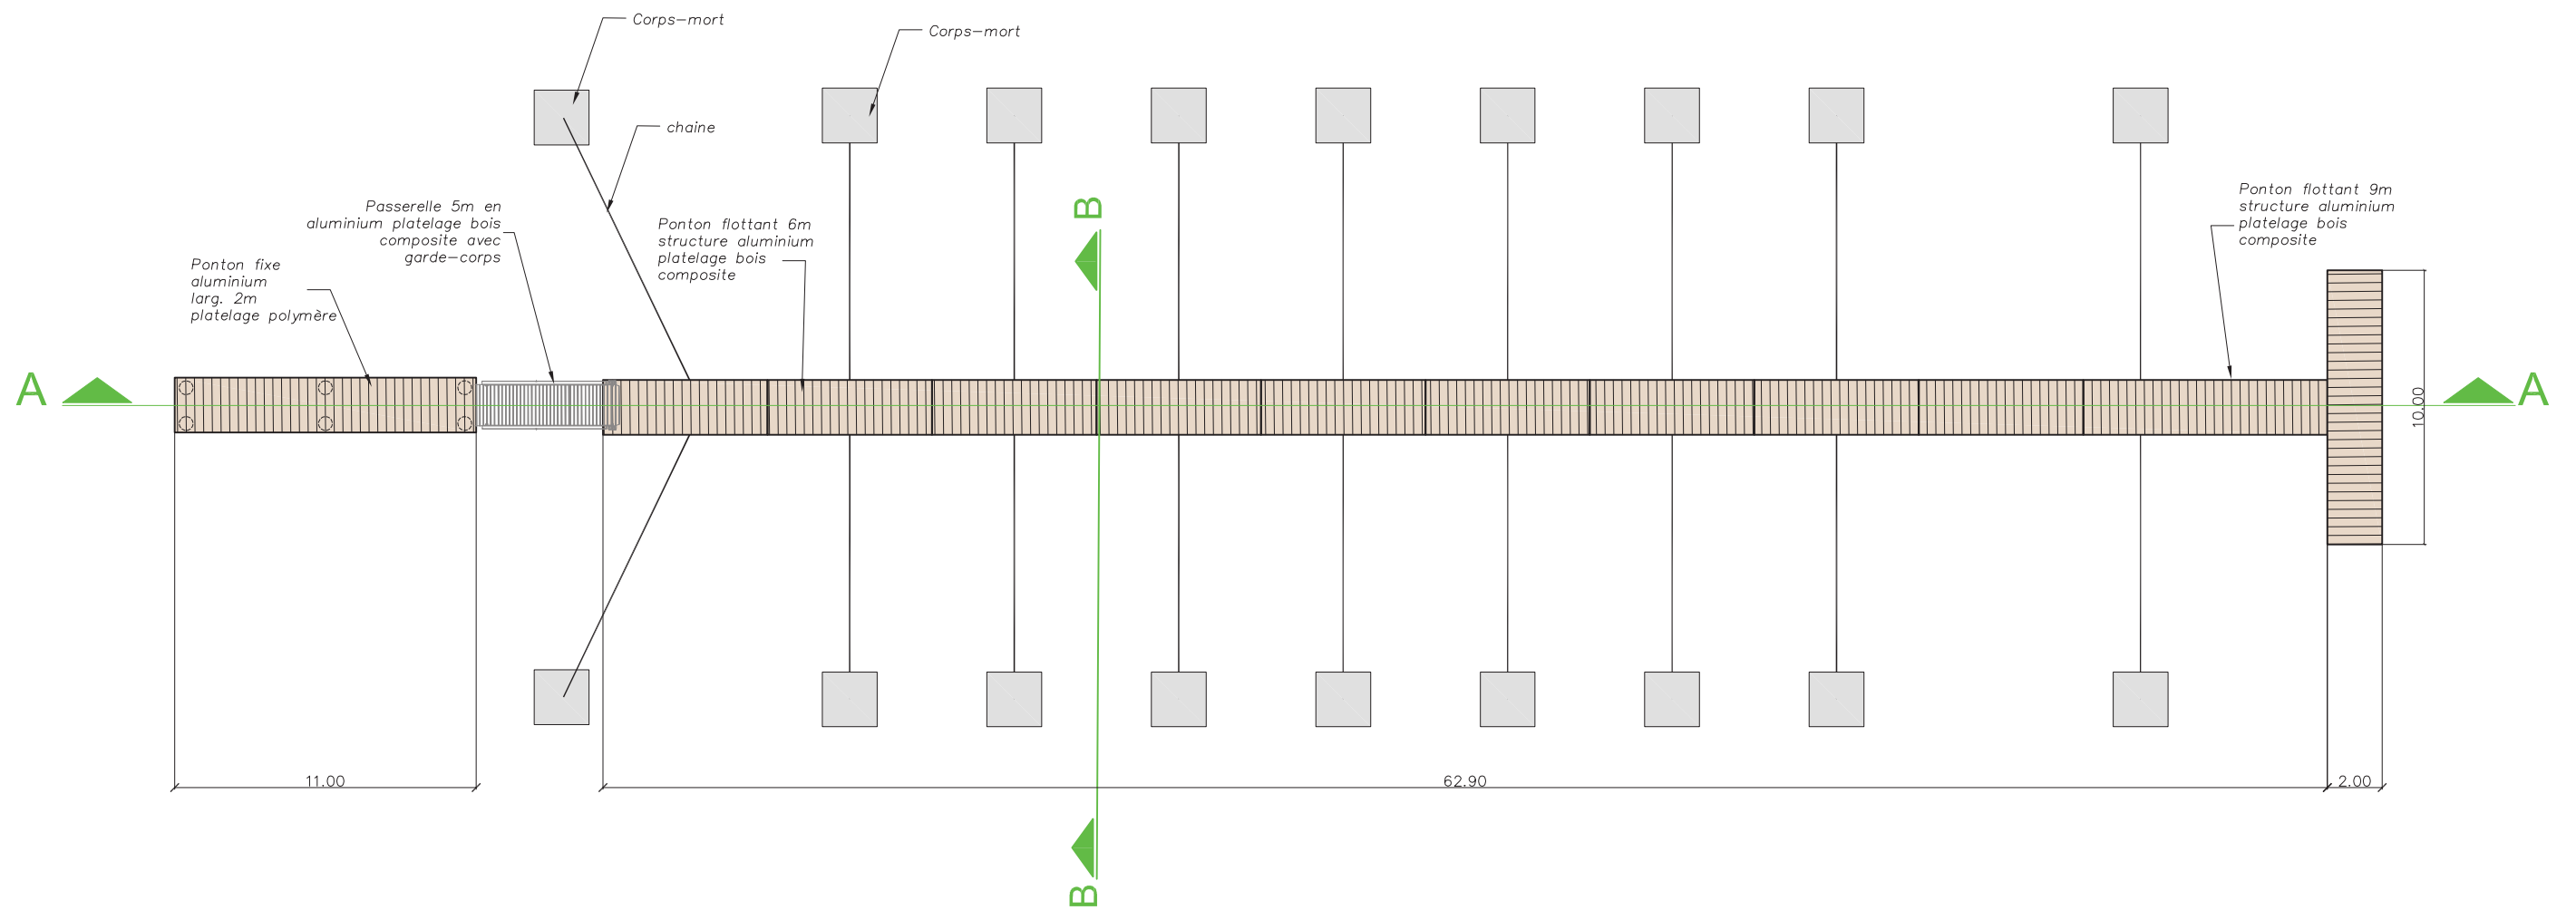 Corps-mort
Corps-mort
chaine
Passerelle 5m en
aluminium platelage bois
composite avec
garde-corps
Ponton fixe
aluminium
larg. 2m
platelage polymère
Ponton flottant 6m
structure aluminium
platelage bois
composite
Ponton flottant 9m
structure aluminium
platelage bois
composite
B
A
A
10.00
11.00
62.90
2.00
B